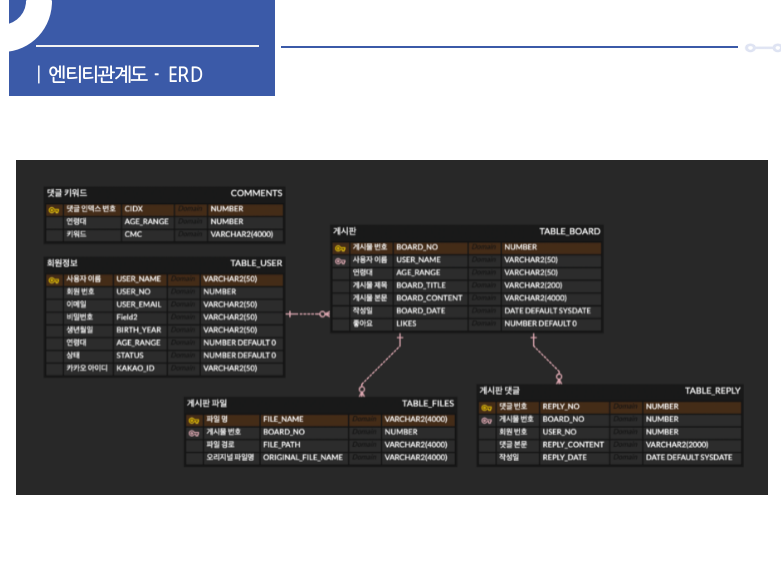 | 엔티티관계도 - ERD
댓글 키워드 COMMENTS
댓글 인덱스 번호 CIDX Domain NUMBER
연령대 AGE_RANGE Domain NUMBER
키워드 CMC Domain VARCHAR2(4000)
회원정보 TABLE_USER
사용자 이름 USER_NAME Domain VARCHAR2(50)
회원 번호 USER_NO Domain NUMBER
이메일 USER_EMAIL Domain VARCHAR2(50)
비밀번호 Field2 Domain VARCHAR2(50)
생년월일 BIRTH_YEAR Domain VARCHAR2(50)
연령대 AGE_RANGE Domain NUMBER DEFAULT 0
상태 STATUS Domain VARCHAR2(50)
카카오 아이디 KAKAO_ID Domain VARCHAR2(50)
게시판 TABLE_BOARD
게시물 번호 BOARD_NO Domain NUMBER
사용자 이름 USER_NAME Domain VARCHAR2(50)
연령대 AGE_RANGE Domain VARCHAR2(50)
게시물 제목 BOARD_TITLE Domain VARCHAR2(200)
게시물 본문 BOARD_CONTENT Domain VARCHAR2(4000)
작성일 BOARD_DATE Domain DATE DEFAULT SYSDATE
좋아요 LIKES Domain NUMBER DEFAULT 0
게시판 파일 TABLE_FILES
파일 명 FILE_NAME Domain VARCHAR2(4000)
게시물 번호 BOARD_NO Domain NUMBER
파일 경로 FILE_PATH Domain VARCHAR2(4000)
오리지널 파일명 ORIGINAL_FILE_NAME Domain VARCHAR2(4000)
게시판 댓글 TABLE_REPLY
댓글 번호 REPLY_NO Domain NUMBER
게시물 번호 BOARD_NO Domain NUMBER
회원 번호 USER_NO Domain NUMBER
댓글 본문 REPLY_CONTENT Domain VARCHAR2(2000)
작성일 REPLY_DATE Domain DATE DEFAULT SYSDATE